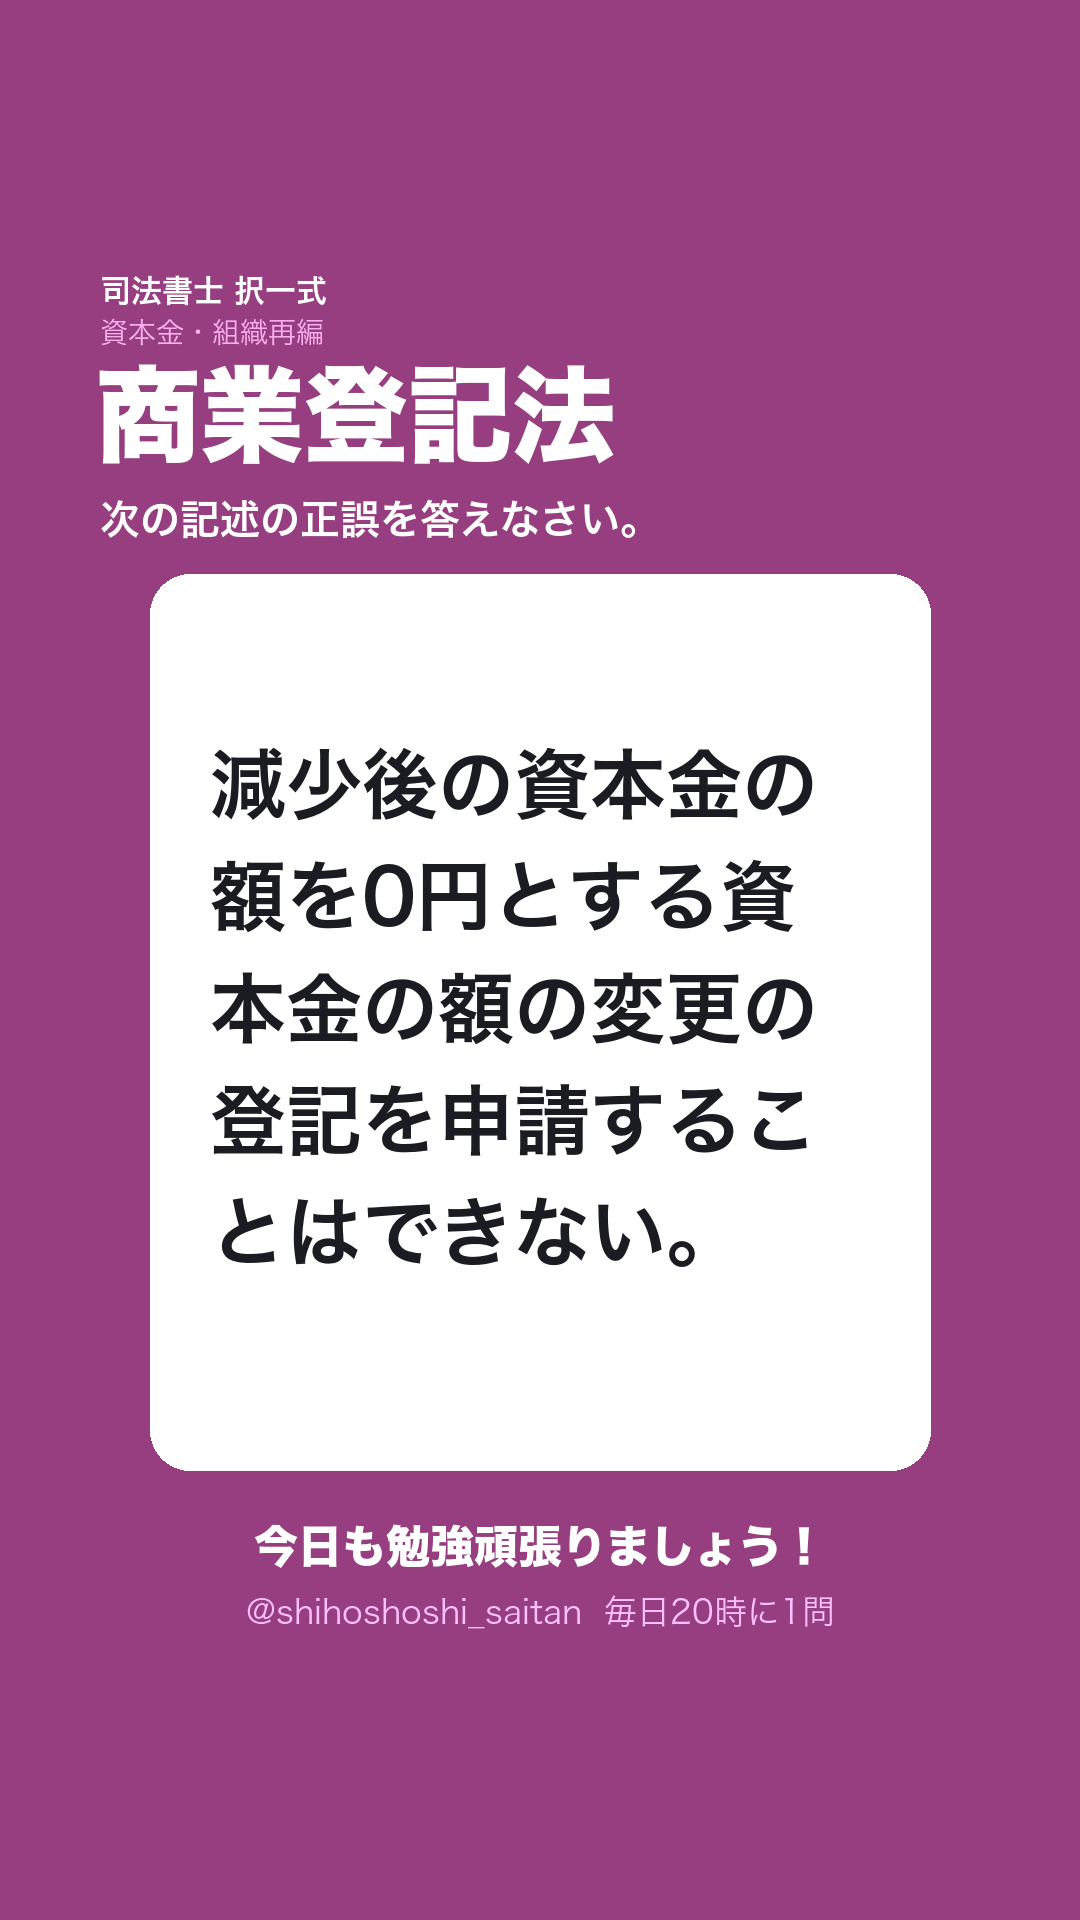 司法書士 択一式
資本金・組織再編
商業登記法
次の記述の正誤を答えなさい。
減少後の資本金の
額を0円とする資
本金の額の変更の
登記を申請するこ
とはできない。
今日も勉強頑張りましょう！
@shihoshoshi_saitan 毎日20時に1問